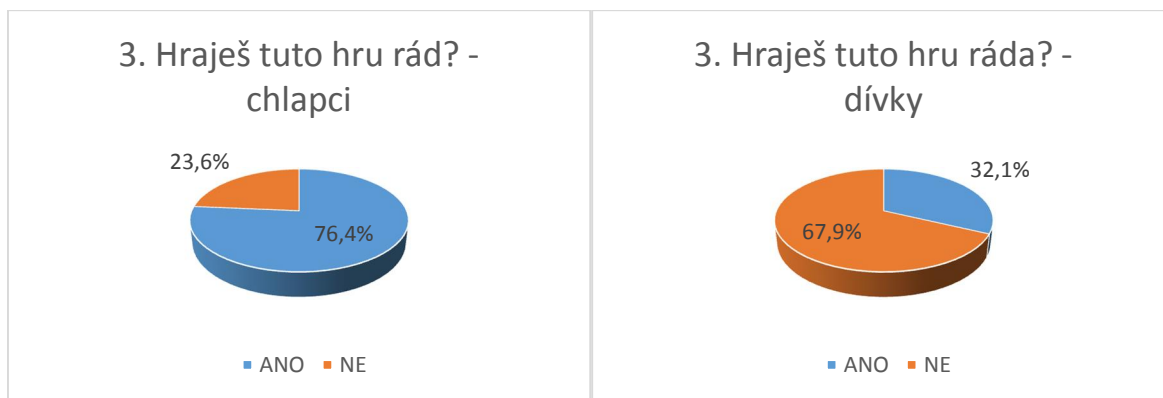 3. Hraješ tuto hru rád? -
chlapci
23,6%
76,4%
ANO NE
3. Hraješ tuto hru ráda? -
dívky
32,1%
67,9%
ANO NE